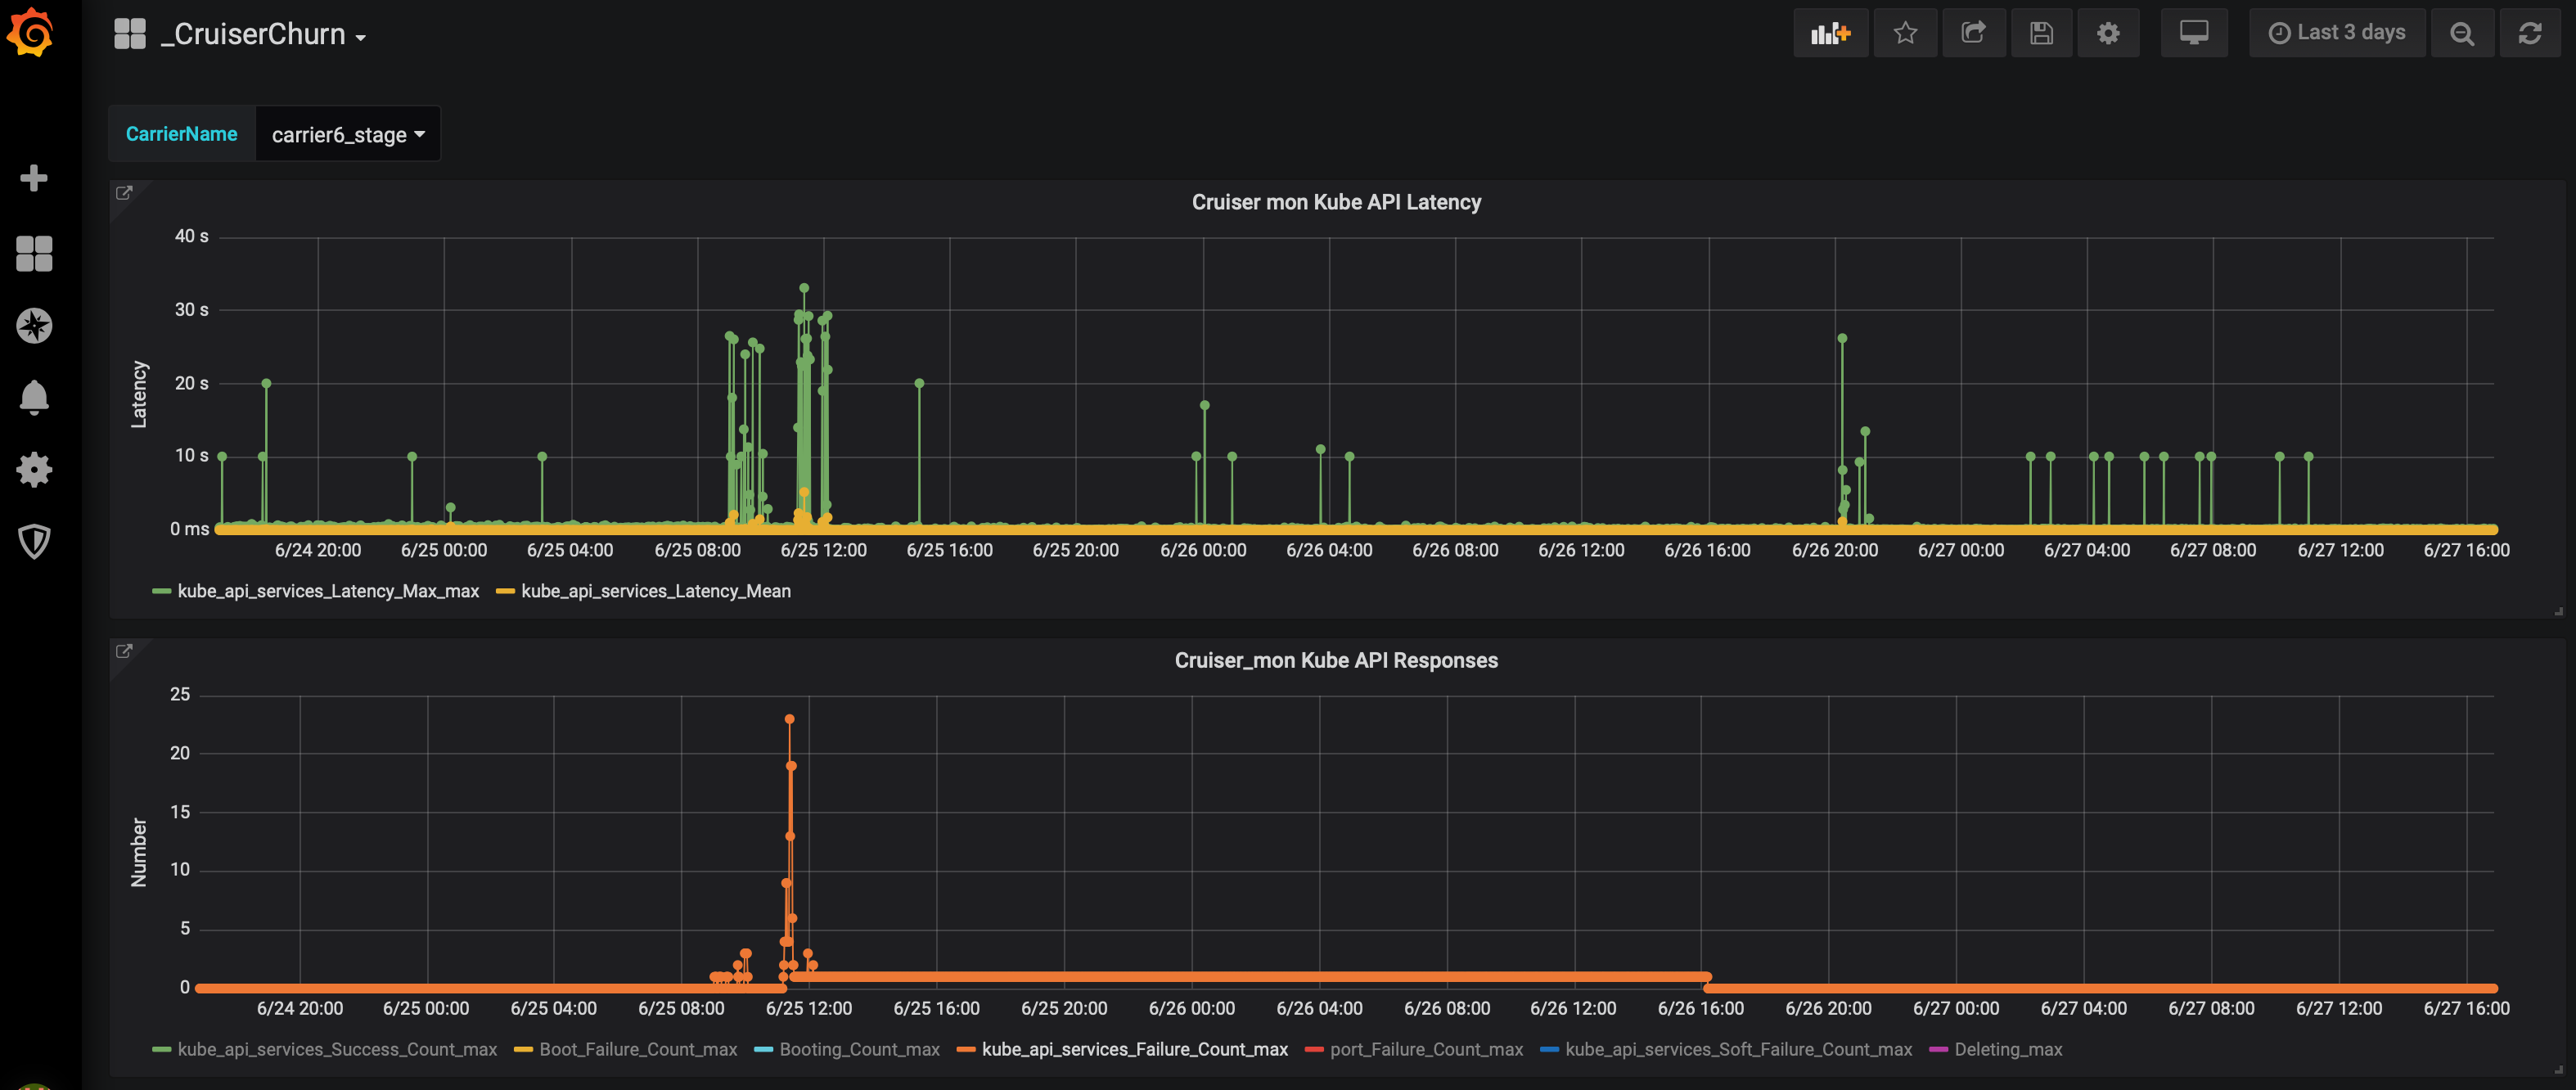 _CruiserChurn
Last 3 days
CarrierName carrier6_stage
Cruiser mon Kube API Latency
40 s
30 s
20 s
10 s
0 ms
Latency
6/24 20:00 6/25 00:00 6/25 04:00 6/25 08:00 6/25 12:00 6/25 16:00 6/25 20:00 6/26 00:00 6/26 04:00 6/26 08:00 6/26 12:00 6/26 16:00 6/26 20:00 6/27 00:00 6/27 04:00 6/27 08:00 6/27 12:00 6/27 16:00
kube_api_services_Latency_Max_max kube_api_services_Latency_Mean
Cruiser_mon Kube API Responses
25
20
15
10
5
0
Number
6/24 20:00 6/25 00:00 6/25 04:00 6/25 08:00 6/25 12:00 6/25 16:00 6/25 20:00 6/26 00:00 6/26 04:00 6/26 08:00 6/26 12:00 6/26 16:00 6/26 20:00 6/27 00:00 6/27 04:00 6/27 08:00 6/27 12:00 6/27 16:00
kube_api_services_Success_Count_max Boot_Failure_Count_max Booting_Count_max kube_api_services_Failure_Count_max port_Failure_Count_max kube_api_services_Soft_Failure_Count_max Deleting_max